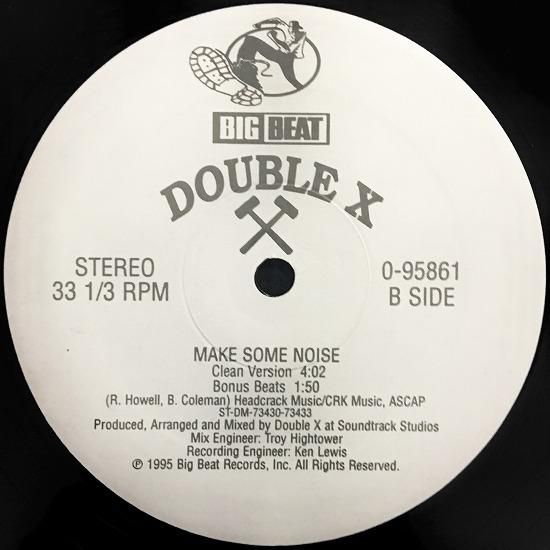 BIG BEAT
DOUBLE X
STEREO
33 1/3 RPM
0-95861
B SIDE
MAKE SOME NOISE
Clean Version 4:02
Bonus Beats 1:50
(R. Howell, B. Coleman) Headcrack Music/CRK Music, ASCAP
ST-DM-73430-73433
Produced, Arranged and Mixed by Double X at Soundtrack Studios
Mix Engineer: Troy Hightower
Recording Engineer: Ken Lewis
℗ 1995 Big Beat Records, Inc. All Rights Reserved.